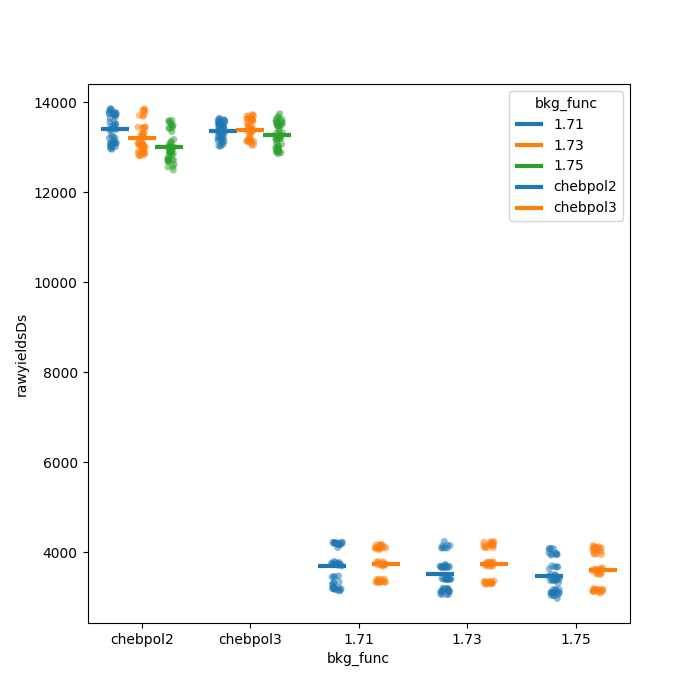 bkg_func
1.71
1.73
1.75
chebpol2
chebpol3
14000
12000
10000
8000
6000
4000
rawyieldsDs
chebpol2 chebpol3 1.71 1.73 1.75
bkg_func